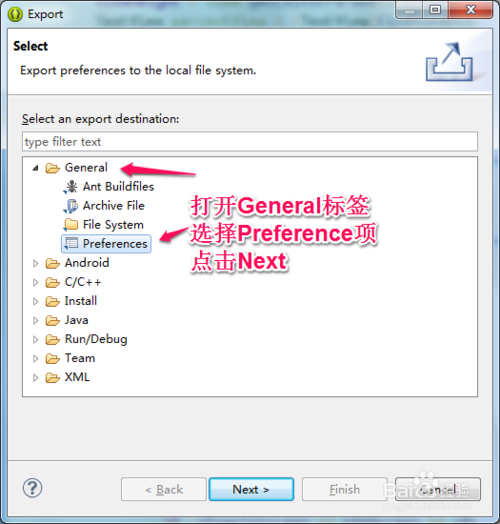 Export
Select
Export preferences to the local file system.
Select an export destination:
type filter text
General
Ant Buildfiles
Archive File
File System
Preferences
Android
C/C++
Install
Java
Run/Debug
Team
XML
打开General标签
选择Preference项
点击Next
< Back
Next >
Finish
Cancel